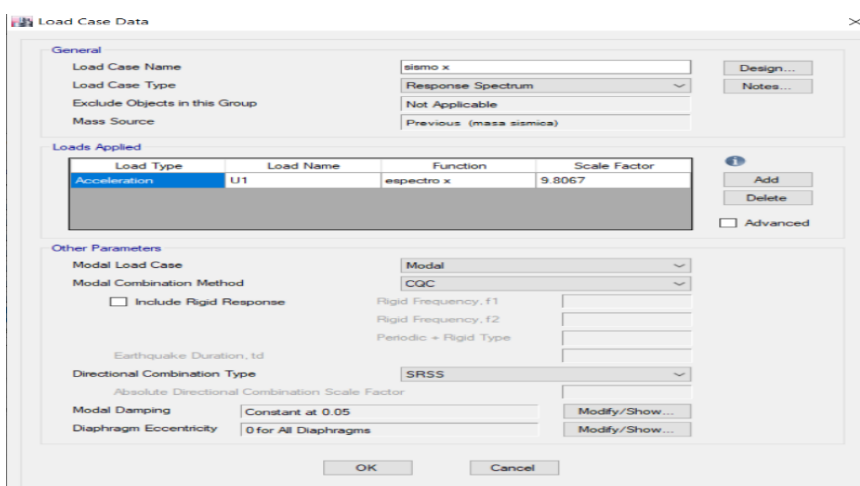 Load Case Data
General
Load Case Name sismo x Design...
Load Case Type Response Spectrum Notes...
Exclude Objects in this Group Not Applicable
Mass Source Previous (masa sismica)
Loads Applied
Load Type Load Name Function Scale Factor
Acceleration U1 espectro x 9.8067
Add
Delete
Advanced
Other Parameters
Modal Load Case Modal
Modal Combination Method CQC
Include Rigid Response Rigid Frequency, f1
Rigid Frequency, f2
Periodic + Rigid Type
Earthquake Duration, td
Directional Combination Type SRSS
Absolute Directional Combination Scale Factor
Modal Damping Constant at 0.05 Modify/Show...
Diaphragm Eccentricity 0 for All Diaphragms Modify/Show...
OK Cancel